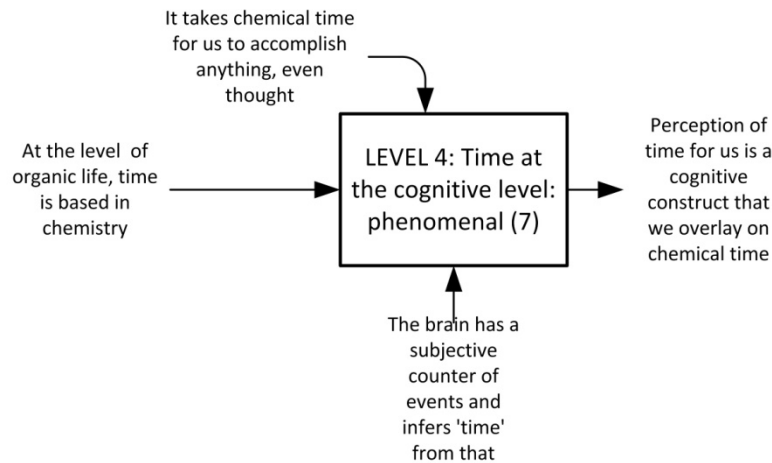 It takes chemical time
for us to accomplish
anything, even
thought
At the level  of
organic life, time
is based in
chemistry
LEVEL 4: Time at
the cognitive level:
phenomenal (7)
Perception of
time for us is a
cognitive
construct that
we overlay on
chemical time
The brain has a
subjective
counter of
events and
infers 'time'
from that